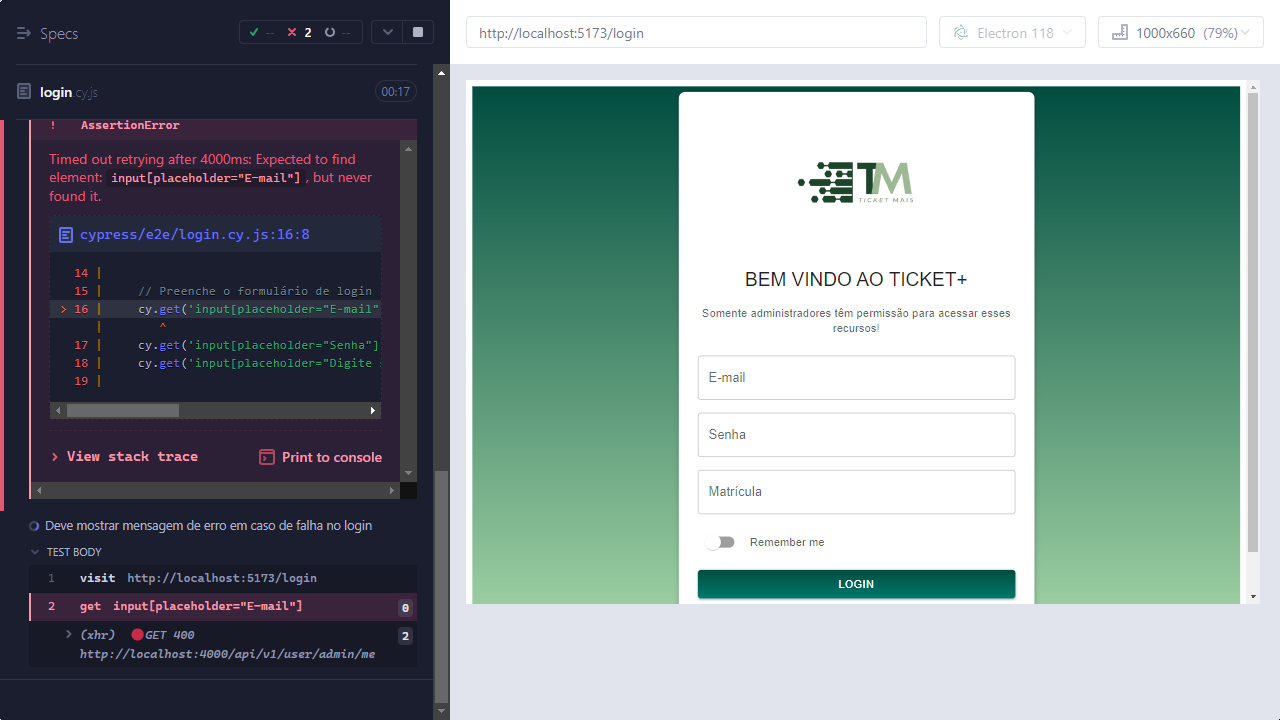 Specs
-- 2 --
login.cy.js
00:17
! AssertionError
Timed out retrying after 4000ms: Expected to find
element: input[placeholder="E-mail"], but never
found it.
cypress/e2e/login.cy.js:16:8
14 |
15 | // Preenche o formulário de login
> 16 | cy.get('input[placeholder="E-mail"
| ^
17 | cy.get('input[placeholder="Senha"]
18 | cy.get('input[placeholder="Digite
19 |
> View stack trace
Print to console
Deve mostrar mensagem de erro em caso de falha no login
TEST BODY
1 visit http://localhost:5173/login
2 get input[placeholder="E-mail"] 0
(xhr) GET 400 2
http://localhost:4000/api/v1/user/admin/me
http://localhost:5173/login
Electron 118
1000x660 (79%)
TM
TICKET MAIS
BEM VINDO AO TICKET+
Somente administradores têm permissão para acessar esses
recursos!
E-mail
Senha
Matrícula
Remember me
LOGIN